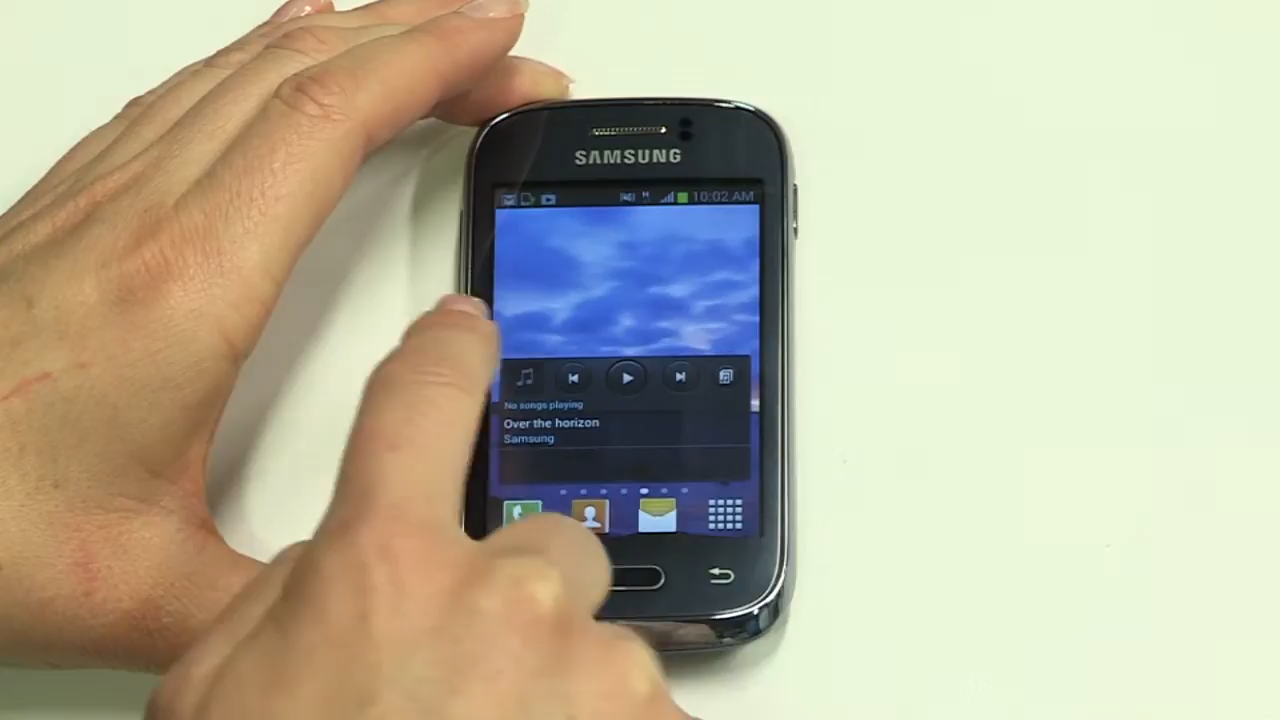 SAMSUNG
H
10:02 AM
No songs playing
Over the horizon
Samsung